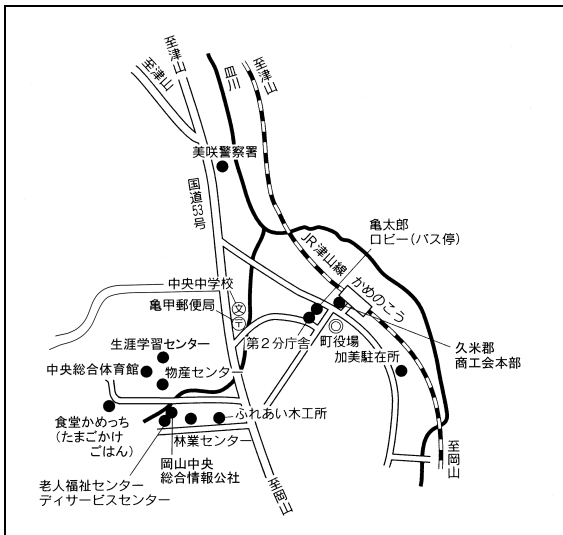 至津山
至津山
皿川
至津山
美咲警察署
国道53号
亀太郎
ロビー(バス停)
JR津山線
かめのこう
中央中学校
文
亀甲郵便局
〒
生涯学習センター
第2分庁舎
町役場
加美駐在所
久米郡
商工会本部
中央総合体育館
物産センター
食堂かめっち
(たまごかけ
ごはん)
ふれあい木工所
林業センター
岡山中央
総合情報公社
老人福祉センター
ディサービスセンター
至岡山
至岡山